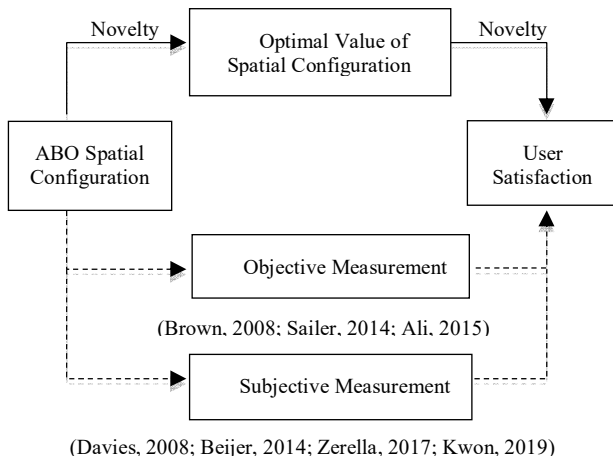 Novelty
Novelty
Optimal Value of
Spatial Configuration
ABO Spatial
Configuration
User
Satisfaction
Objective Measurement
(Brown, 2008; Sailer, 2014; Ali, 2015)
Subjective Measurement
(Davies, 2008; Beijer, 2014; Zerella, 2017; Kwon, 2019)